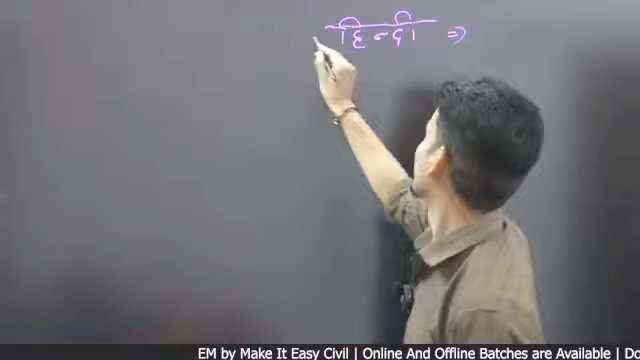 हिन्दी =>
EM by Make It Easy Civil | Online And Offline Batches are Available |